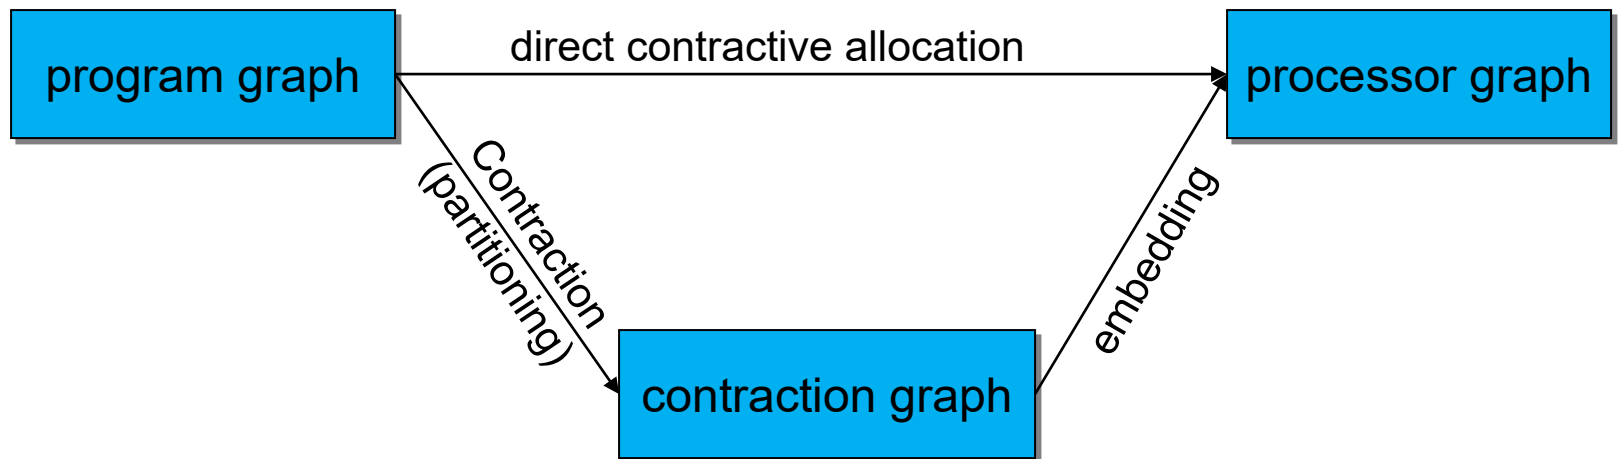 direct contractive allocation
program graph
processor graph
Contraction
(partitioning)
embedding
contraction graph